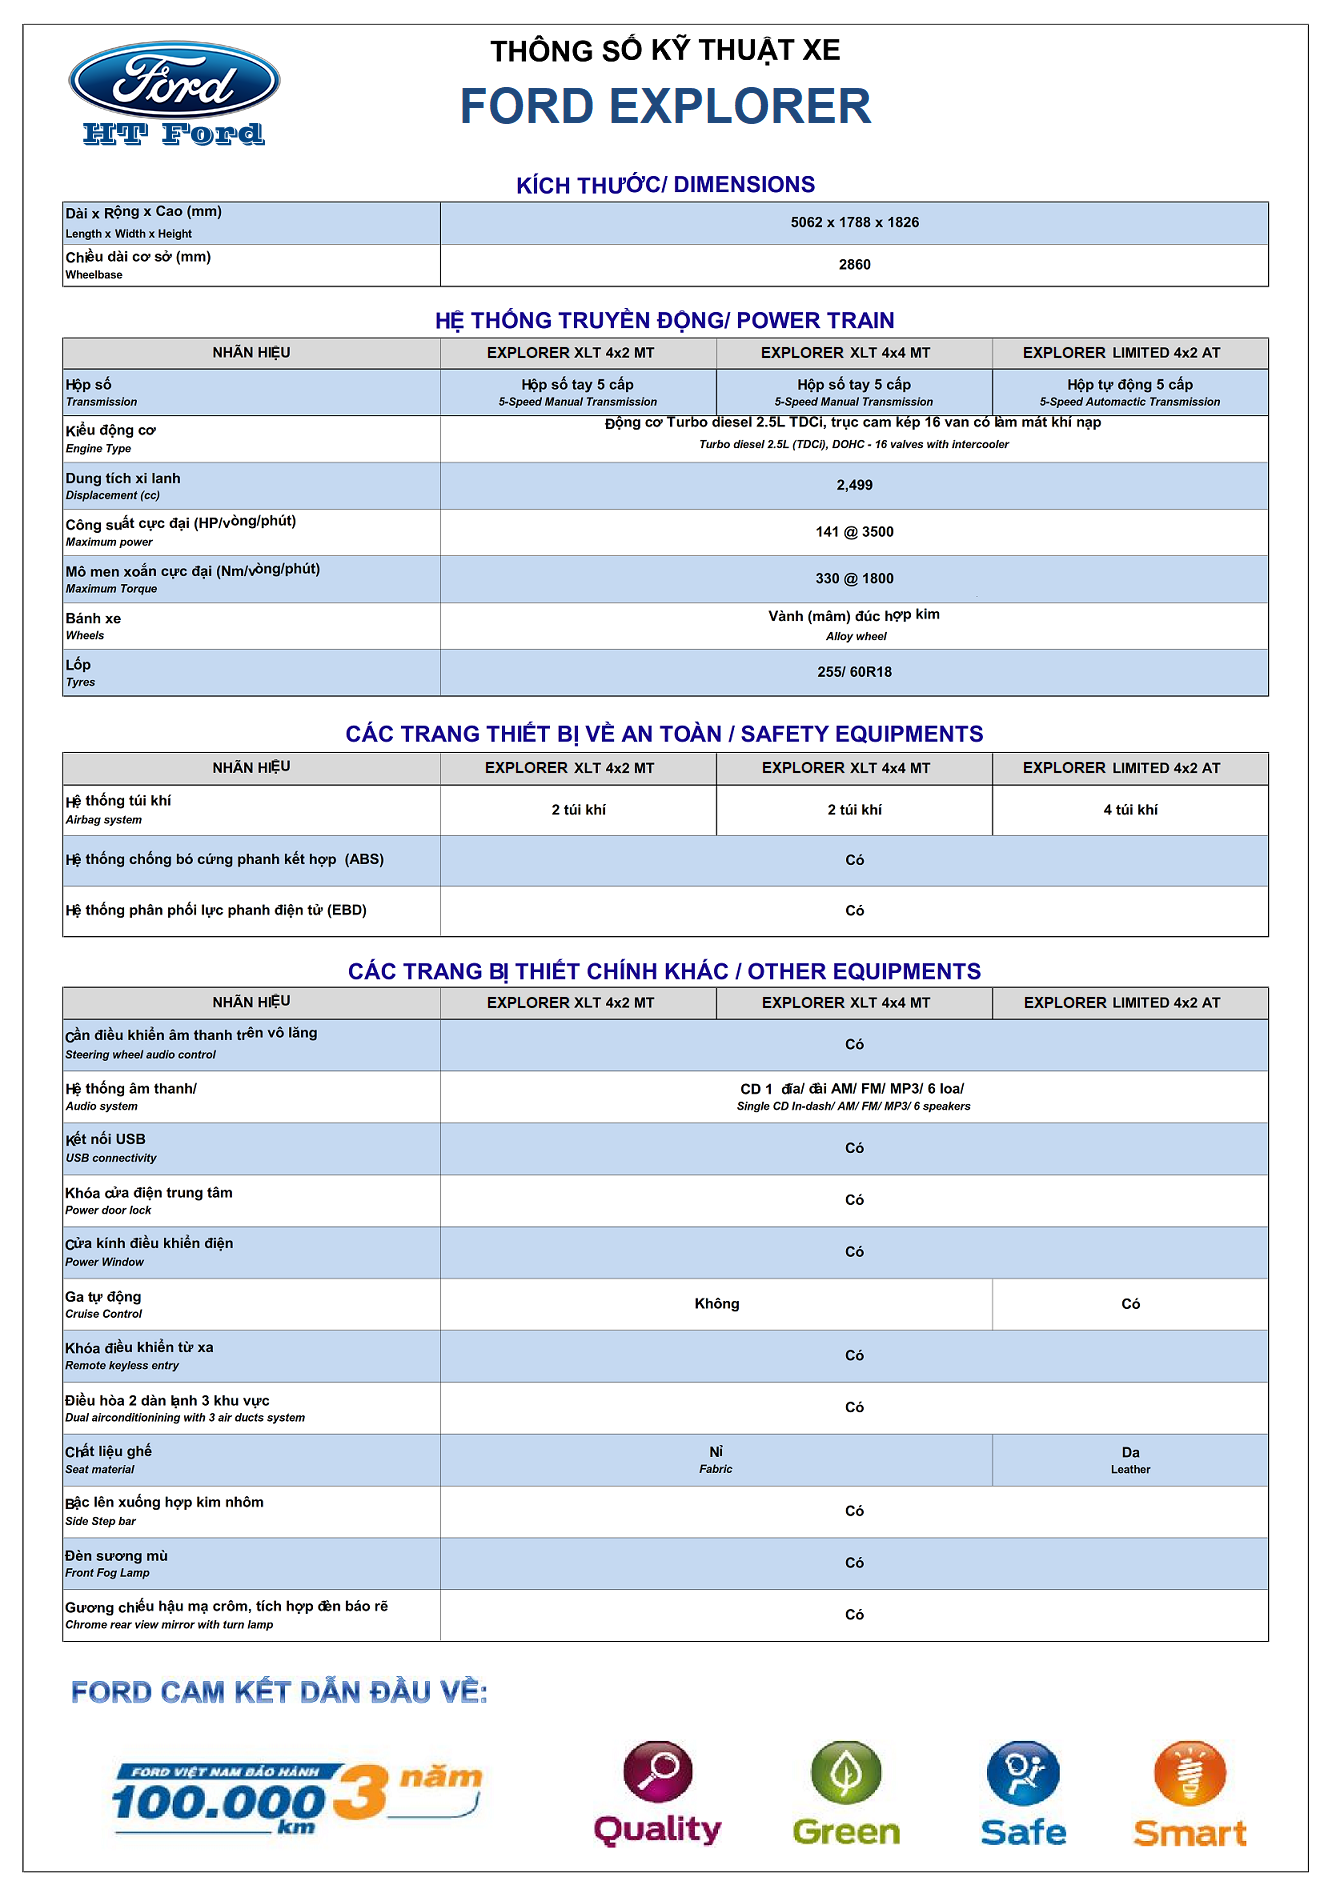 Ford
HT Ford
THÔNG SỐ KỸ THUẬT XE
FORD EXPLORER
KÍCH THƯỚC/ DIMENSIONS
Dài x Rộng x Cao (mm)
Length x Width x Height
5062 x 1788 x 1826
Chiều dài cơ sở (mm)
Wheelbase
2860
HỆ THỐNG TRUYỀN ĐỘNG/ POWER TRAIN
NHÃN HIỆU EXPLORER XLT 4x2 MT EXPLORER XLT 4x4 MT EXPLORER LIMITED 4x2 AT
Hộp số Hộp số tay 5 cấp Hộp số tay 5 cấp Hộp tự động 5 cấp
Transmission 5-Speed Manual Transmission 5-Speed Manual Transmission 5-Speed Automactic Transmission
Kiểu động cơ
Engine Type
Động cơ Turbo diesel 2.5L TDCi, trục cam kép 16 van có làm mát khí nạp
Turbo diesel 2.5L (TDCi), DOHC - 16 valves with intercooler
Dung tích xi lanh
Displacement (cc)
2,499
Công suất cực đại (HP/vòng/phút)
Maximum power
141 @ 3500
Mô men xoắn cực đại (Nm/vòng/phút)
Maximum Torque
330 @ 1800
Bánh xe
Wheels
Vành (mâm) đúc hợp kim
Alloy wheel
Lốp
Tyres
255/ 60R18
CÁC TRANG THIẾT BỊ VỀ AN TOÀN / SAFETY EQUIPMENTS
NHÃN HIỆU EXPLORER XLT 4x2 MT EXPLORER XLT 4x4 MT EXPLORER LIMITED 4x2 AT
Hệ thống túi khí
Airbag system
2 túi khí 2 túi khí 4 túi khí
Hệ thống chống bó cứng phanh kết hợp (ABS)
Có
Hệ thống phân phối lực phanh điện tử (EBD)
Có
CÁC TRANG BỊ THIẾT CHÍNH KHÁC / OTHER EQUIPMENTS
NHÃN HIỆU EXPLORER XLT 4x2 MT EXPLORER XLT 4x4 MT EXPLORER LIMITED 4x2 AT
Cần điều khiển âm thanh trên vô lăng
Steering wheel audio control
Có
Hệ thống âm thanh/
Audio system
CD 1 đĩa/ đài AM/ FM/ MP3/ 6 loa/
Single CD In-dash/ AM/ FM/ MP3/ 6 speakers
Kết nối USB
USB connectivity
Có
Khóa cửa điện trung tâm
Power door lock
Có
Cửa kính điều khiển điện
Power Window
Có
Ga tự động
Cruise Control
Không Có
Khóa điều khiển từ xa
Remote keyless entry
Có
Điều hòa 2 dàn lạnh 3 khu vực
Dual airconditionining with 3 air ducts system
Có
Chất liệu ghế
Seat material
Nỉ Da
Fabric Leather
Bậc lên xuống hợp kim nhôm
Side Step bar
Có
Đèn sương mù
Front Fog Lamp
Có
Gương chiếu hậu mạ crôm, tích hợp đèn báo rẽ
Chrome rear view mirror with turn lamp
Có
FORD CAM KẾT DẪN ĐẦU VỀ:
FORD VIỆT NAM BẢO HÀNH
100.000 km
3 năm
Quality Green Safe Smart